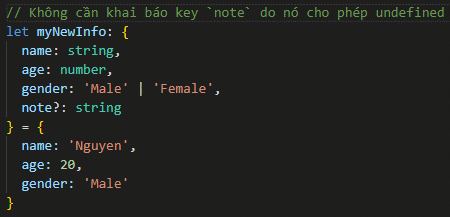 // Không cần khai báo key `note` do nó cho phép undefined
let myNewInfo: {
  name: string,
  age: number,
  gender: 'Male' | 'Female',
  note?: string
} = {
  name: 'Nguyen',
  age: 20,
  gender: 'Male'
}